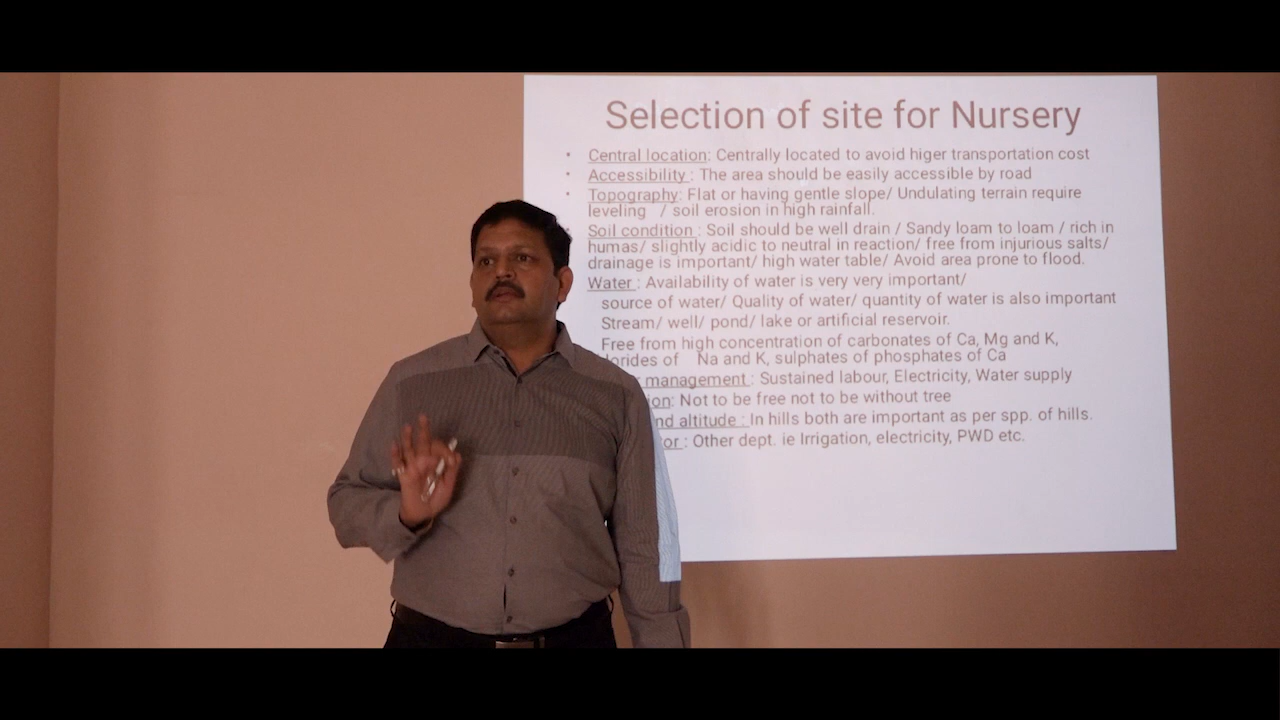 Selection of site for Nursery
• Central location: Centrally located to avoid higer transportation cost
• Accessibility : The area should be easily accessible by road
• Topography: Flat or having gentle slope/ Undulating terrain require
leveling / soil erosion in high rainfall.
Soil condition : Soil should be well drain / Sandy loam to loam / rich in
humas/ slightly acidic to neutral in reaction/ free from injurious salts/
drainage is important/ high water table/ Avoid area prone to flood.
Water : Availability of water is very very important/
source of water/ Quality of water/ quantity of water is also important
Stream/ well/ pond/ lake or artificial reservoir.
Free from high concentration of carbonates of Ca, Mg and K,
lorides of Na and K, sulphates of phosphates of Ca
management : Sustained labour, Electricity, Water supply
ion: Not to be free not to be without tree
nd altitude : In hills both are important as per spp. of hills.
or : Other dept. ie Irrigation, electricity, PWD etc.